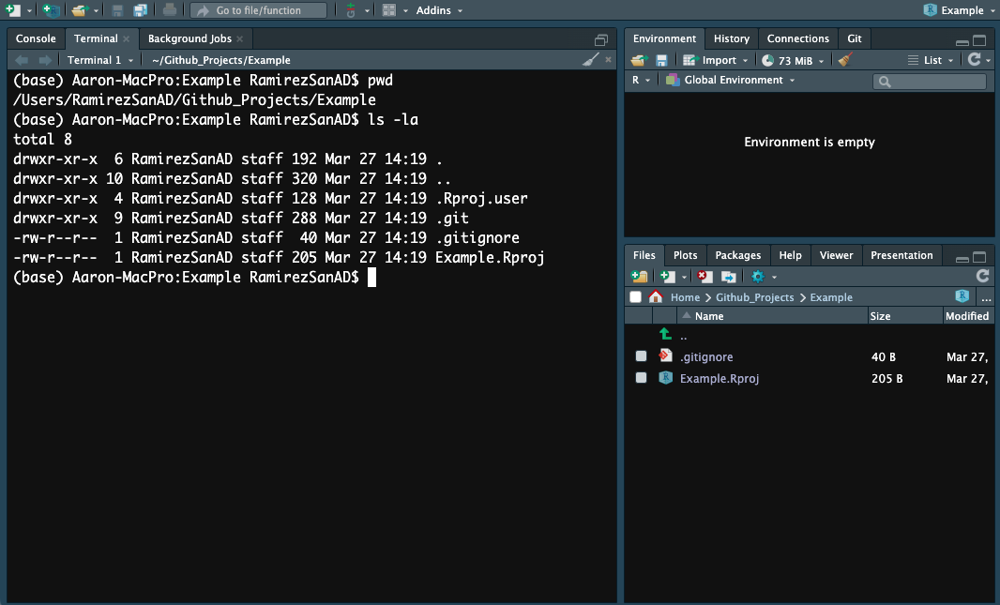 Go to file/function Addins Example
Console Terminal Background Jobs
Terminal 1 ~/Github_Projects/Example
(base) Aaron-MacPro:Example RamirezSanAD$ pwd
/Users/RamirezSanAD/Github_Projects/Example
(base) Aaron-MacPro:Example RamirezSanAD$ ls -la
total 8
drwxr-xr-x  6 RamirezSanAD staff 192 Mar 27 14:19 .
drwxr-xr-x 10 RamirezSanAD staff 320 Mar 27 14:19 ..
drwxr-xr-x  4 RamirezSanAD staff 128 Mar 27 14:19 .Rproj.user
drwxr-xr-x  9 RamirezSanAD staff 288 Mar 27 14:19 .git
-rw-r--r--  1 RamirezSanAD staff  40 Mar 27 14:19 .gitignore
-rw-r--r--  1 RamirezSanAD staff 205 Mar 27 14:19 Example.Rproj
(base) Aaron-MacPro:Example RamirezSanAD$
Environment History Connections Git
Import 73 MiB List
R Global Environment
Environment is empty
Files Plots Packages Help Viewer Presentation
Home Github_Projects Example ...
Name Size Modified
..
.gitignore 40 B Mar 27,
Example.Rproj 205 B Mar 27,